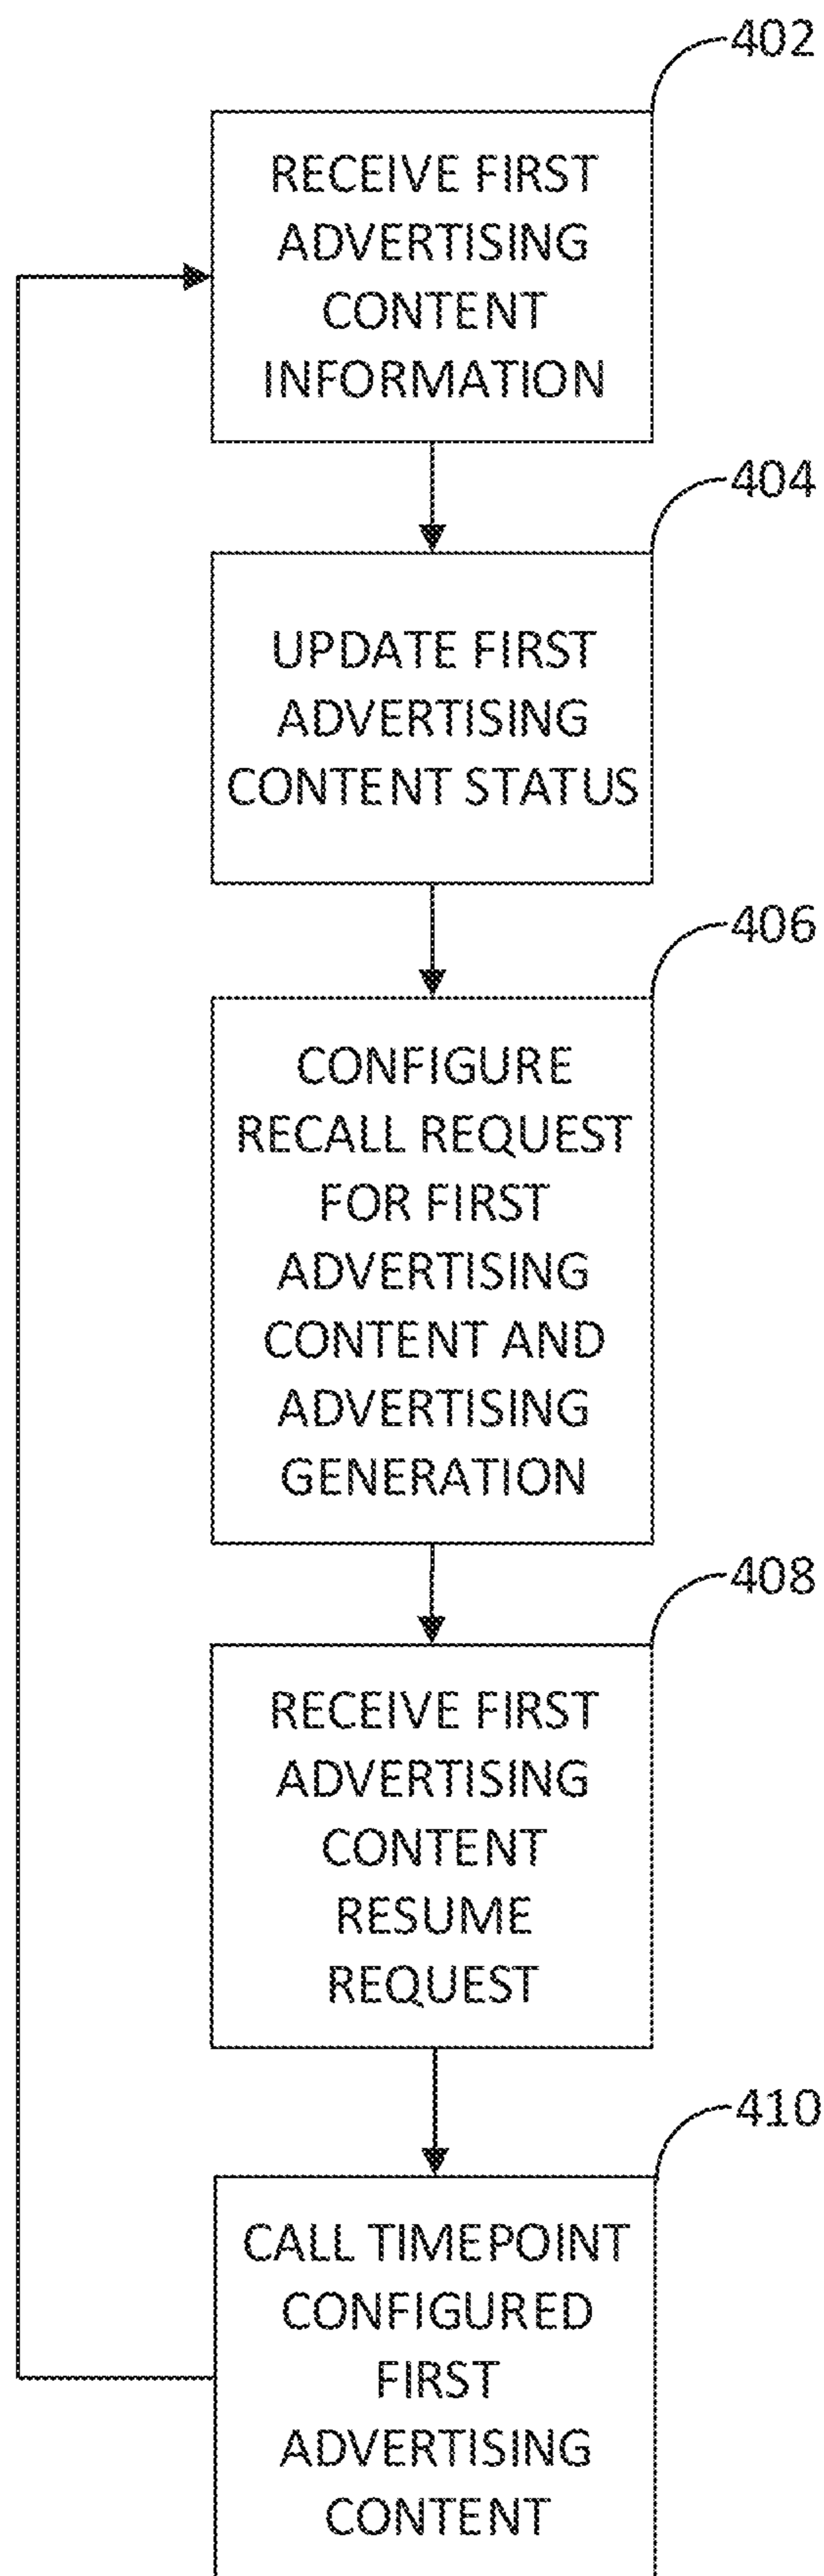 402
RECEIVE FIRST
ADVERTISING
CONTENT
INFORMATION
404
UPDATE FIRST
ADVERTISING
CONTENT STATUS
406
CONFIGURE
RECALL REQUEST
FOR FIRST
ADVERTISING
CONTENT AND
ADVERTISING
GENERATION
408
RECEIVE FIRST
ADVERTISING
CONTENT
RESUME
REQUEST
410
CALL TIMEPOINT
CONFIGURED
FIRST
ADVERTISING
CONTENT